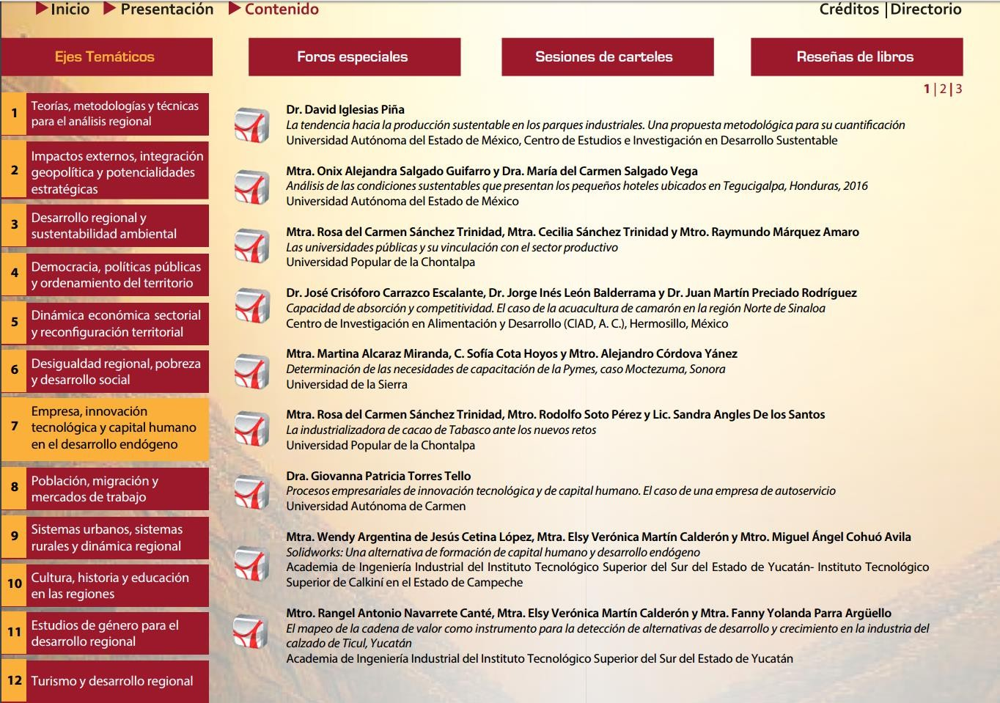 Inicio Presentación Contenido Créditos | Directorio
Ejes Temáticos Foros especiales Sesiones de carteles Reseñas de libros
1 | 2 | 3
1 Teorías, metodologías y técnicas
para el análisis regional
2 Impactos externos, integración
geopolítica y potencialidades
estratégicas
3 Desarrollo regional y
sustentabilidad ambiental
4 Democracia, políticas públicas
y ordenamiento del territorio
5 Dinámica económica sectorial
y reconfiguración territorial
6 Desigualdad regional, pobreza
y desarrollo social
7 Empresa, innovación
tecnológica y capital humano
en el desarrollo endógeno
8 Población, migración y
mercados de trabajo
9 Sistemas urbanos, sistemas
rurales y dinámica regional
10 Cultura, historia y educación
en las regiones
11 Estudios de género para el
desarrollo regional
12 Turismo y desarrollo regional
Dr. David Iglesias Piña
La tendencia hacia la producción sustentable en los parques industriales. Una propuesta metodológica para su cuantificación
Universidad Autónoma del Estado de México, Centro de Estudios e Investigación en Desarrollo Sustentable
Mtra. Onix Alejandra Salgado Guifarro y Dra. María del Carmen Salgado Vega
Análisis de las condiciones sustentables que presentan los pequeños hoteles ubicados en Tegucigalpa, Honduras, 2016
Universidad Autónoma del Estado de México
Mtra. Rosa del Carmen Sánchez Trinidad, Mtra. Cecilia Sánchez Trinidad y Mtro. Raymundo Márquez Amaro
Las universidades públicas y su vinculación con el sector productivo
Universidad Popular de la Chontalpa
Dr. José Crisóforo Carrazco Escalante, Dr. Jorge Inés León Balderrama y Dr. Juan Martín Preciado Rodríguez
Capacidad de absorción y competitividad. El caso de la acuacultura de camarón en la región Norte de Sinaloa
Centro de Investigación en Alimentación y Desarrollo (CIAD, A. C.), Hermosillo, México
Mtra. Martina Alcaraz Miranda, C. Sofía Cota Hoyos y Mtro. Alejandro Córdova Yánez
Determinación de las necesidades de capacitación de la Pymes, caso Moctezuma, Sonora
Universidad de la Sierra
Mtra. Rosa del Carmen Sánchez Trinidad, Mtro. Rodolfo Soto Pérez y Lic. Sandra Angles De los Santos
La industrializadora de cacao de Tabasco ante los nuevos retos
Universidad Popular de la Chontalpa
Dra. Giovanna Patricia Torres Tello
Procesos empresariales de innovación tecnológica y de capital humano. El caso de una empresa de autoservicio
Universidad Autónoma de Carmen
Mtra. Wendy Argentina de Jesús Cetina López, Mtra. Elsy Verónica Martín Calderón y Mtro. Miguel Ángel Cohuó Avila
Solidworks: Una alternativa de formación de capital humano y desarrollo endógeno
Academia de Ingeniería Industrial del Instituto Tecnológico Superior del Sur del Estado de Yucatán- Instituto Tecnológico
Superior de Calkiní en el Estado de Campeche
Mtro. Rangel Antonio Navarrete Canté, Mtra. Elsy Verónica Martín Calderón y Mtra. Fanny Yolanda Parra Argüello
El mapeo de la cadena de valor como instrumento para la detección de alternativas de desarrollo y crecimiento en la industria del
calzado de Ticul, Yucatán
Academia de Ingeniería Industrial del Instituto Tecnológico Superior del Sur del Estado de Yucatán